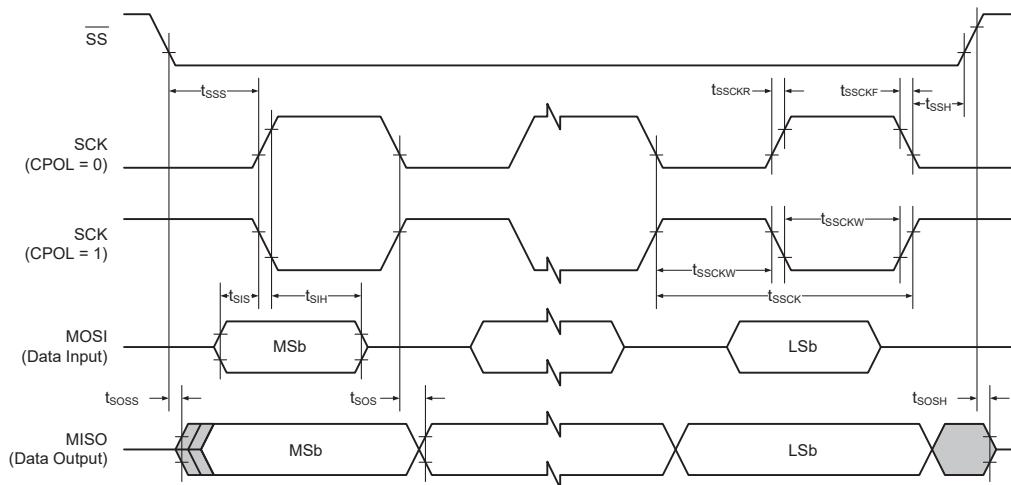 SS
tSSS
tSSCKR
tSSCKF
tSSH
SCK
(CPOL = 0)
SCK
(CPOL = 1)
tSSCKW
tSSCKW
tSSCK
tSIS
tSIH
MOSI
(Data Input)
MSb
LSb
tSOSS
tSOS
tSOSH
MISO
(Data Output)
MSb
LSb